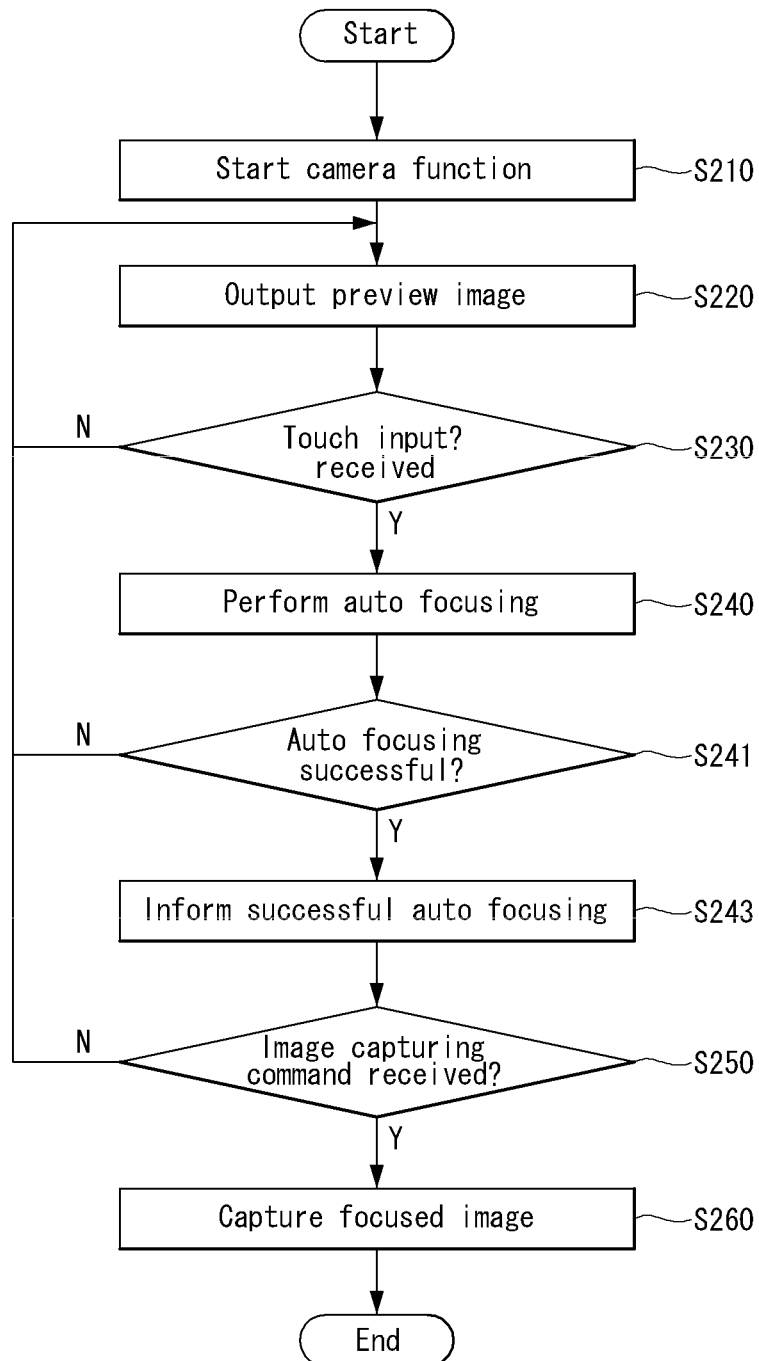 Start
Start camera function
S210
Output preview image
S220
N
Touch input?
received
S230
Y
Perform auto focusing
S240
N
Auto focusing
successful?
S241
Y
Inform successful auto focusing
S243
N
Image capturing
command received?
S250
Y
Capture focused image
S260
End